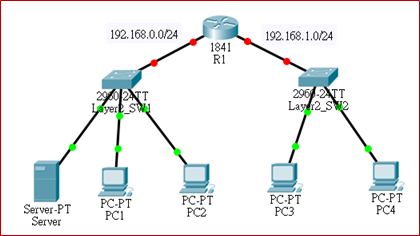 192.168.0.0/24
192.168.1.0/24
1841
R1
2960-24TT
Layer2_SW1
2960-24TT
Layer2_SW2
Server-PT
Server
PC-PT
PC1
PC-PT
PC2
PC-PT
PC3
PC-PT
PC4